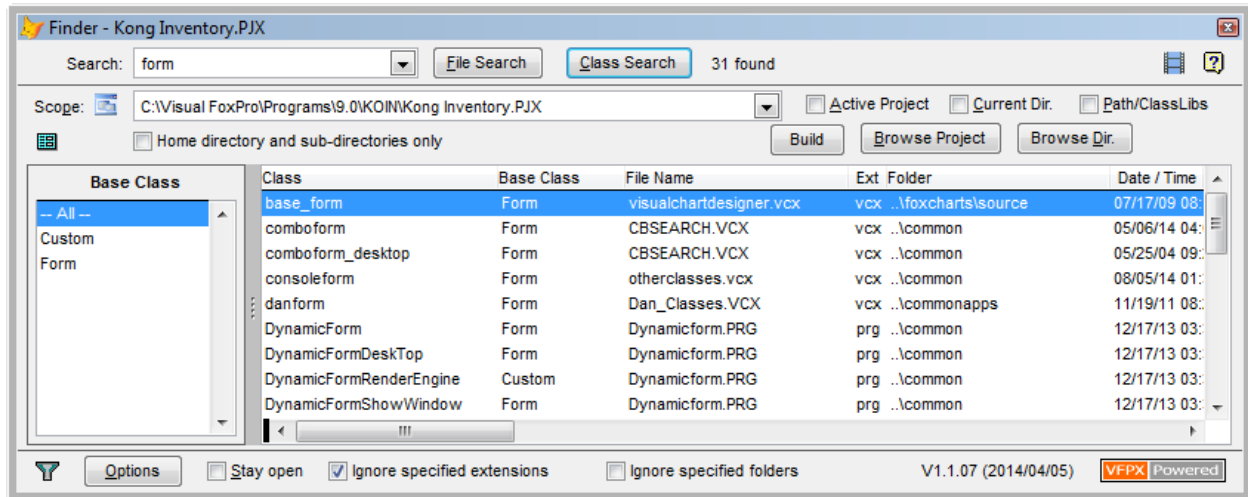 Finder - Kong Inventory.PJX
Search: form File Search Class Search 31 found
Scope: C:\Visual FoxPro\Programs\9.0\KOIN\Kong Inventory.PJX Active Project Current Dir. Path/ClassLibs
Home directory and sub-directories only Build Browse Project Browse Dir.
Base Class
-- All --
Custom
Form
Class Base Class File Name Ext Folder Date / Time
base_form Form visualchartdesigner.vcx vcx ..\foxcharts\source 07/17/09 08:
comboform Form CBSEARCH.VCX vcx ..\common 05/06/14 04:
comboform_desktop Form CBSEARCH.VCX vcx ..\common 05/25/04 09:
consoleform Form otherclasses.vcx vcx ..\common 08/05/14 01:
danform Form Dan_Classes.VCX vcx ..\commonapps 11/19/11 08:
DynamicForm Form Dynamicform.PRG prg ..\common 12/17/13 03:
DynamicFormDeskTop Form Dynamicform.PRG prg ..\common 12/17/13 03:
DynamicFormRenderEngine Custom Dynamicform.PRG prg ..\common 12/17/13 03:
DynamicFormShowWindow Form Dynamicform.PRG prg ..\common 12/17/13 03:
Options Stay open Ignore specified extensions Ignore specified folders V1.1.07 (2014/04/05) VFPX Powered